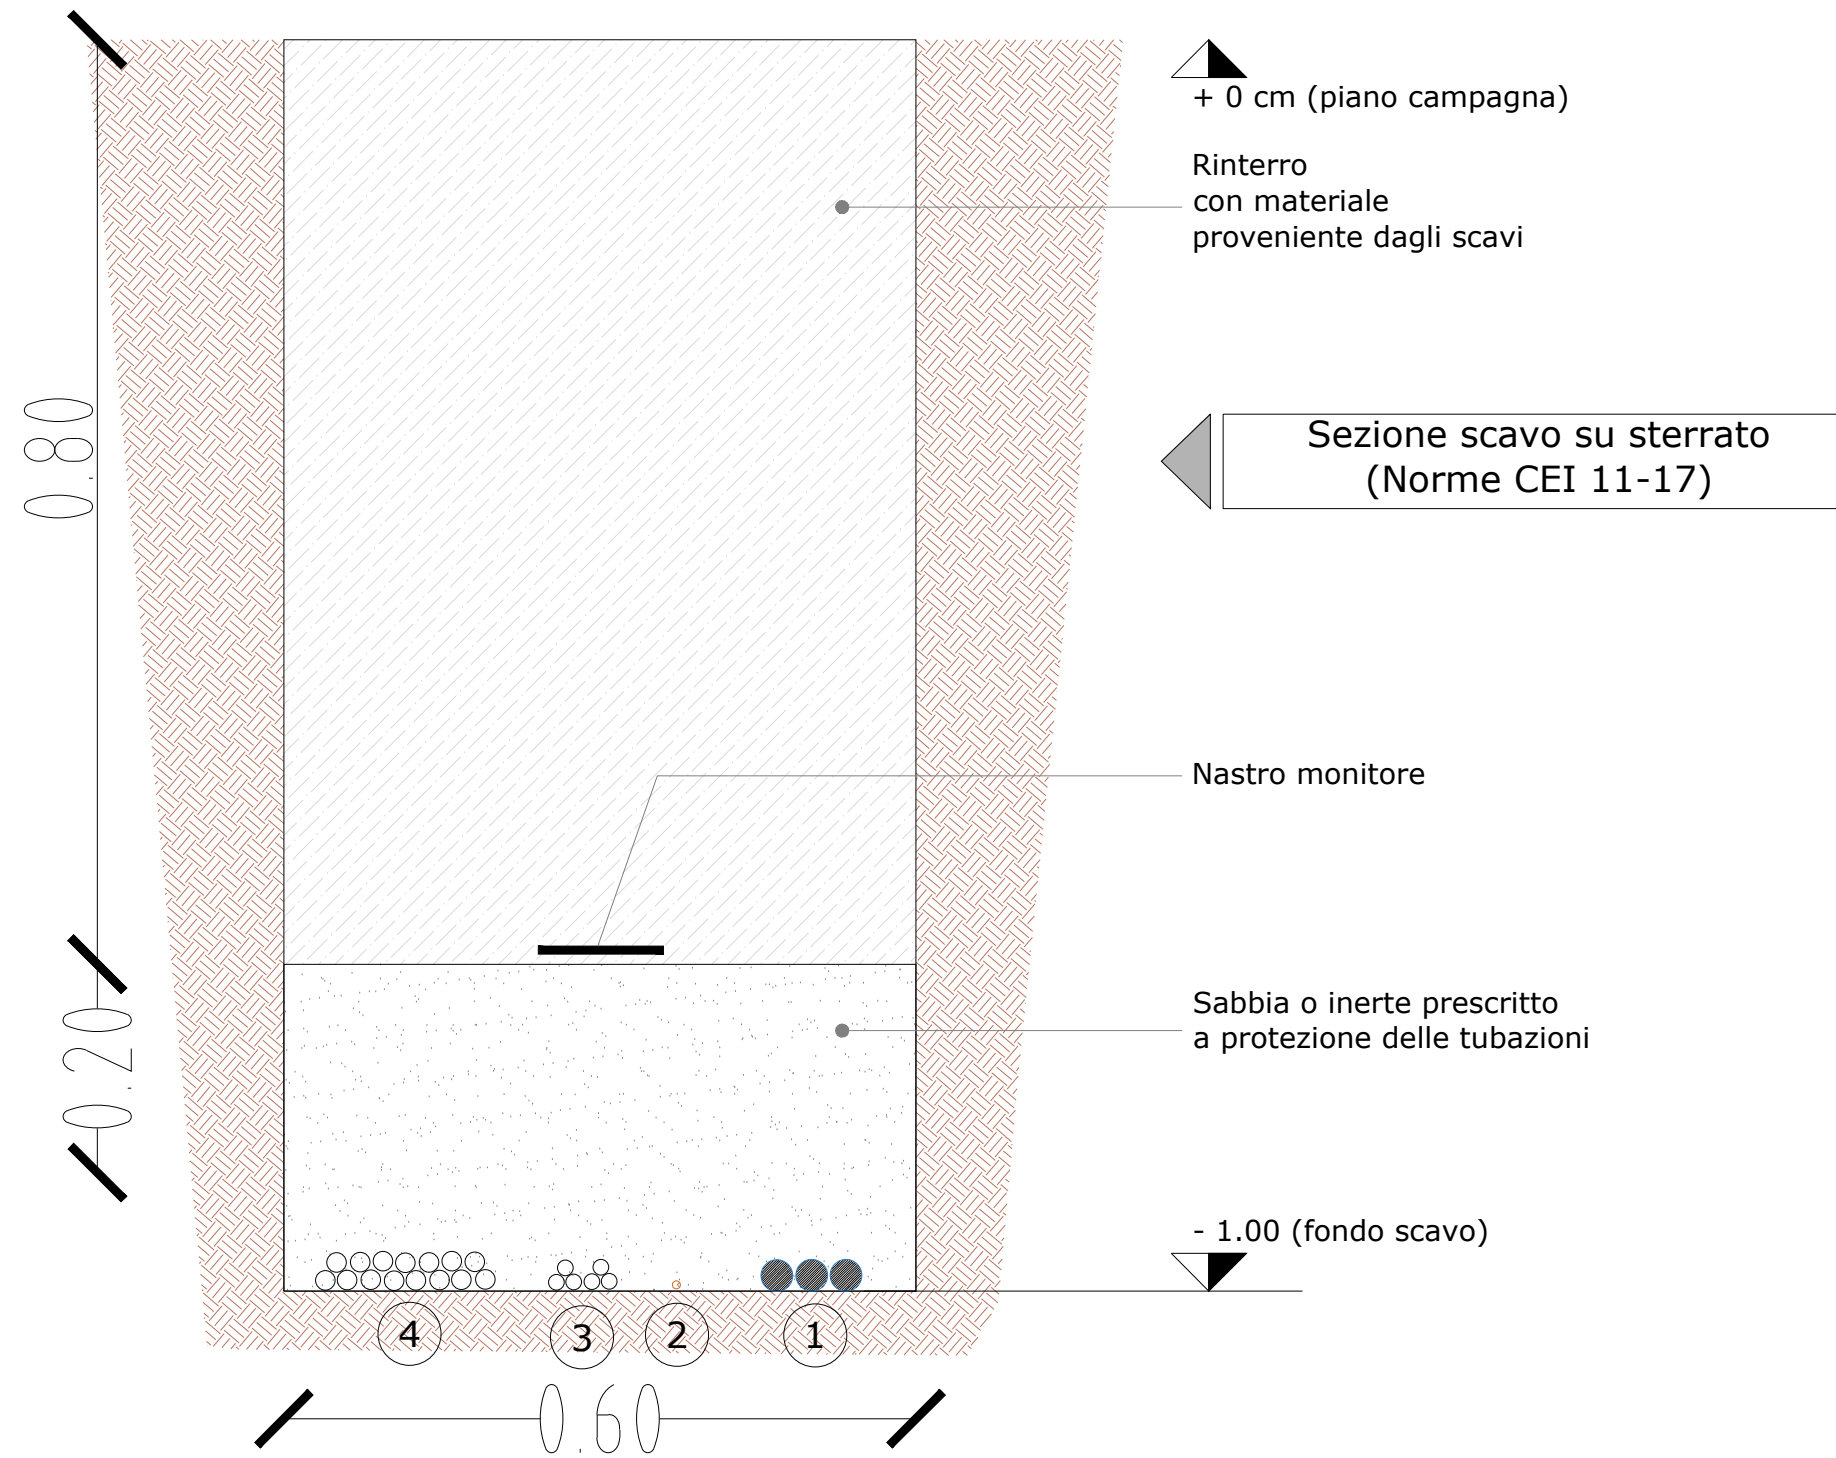 + 0 cm (piano campagna)
Rinterro
con materiale
proveniente dagli scavi
0.80
Sezione scavo su sterrato
(Norme CEI 11-17)
Nastro monitore
Sabbia o inerte prescritto
a protezione delle tubazioni
0.20
- 1.00 (fondo scavo)
4
3
2
1
0.60